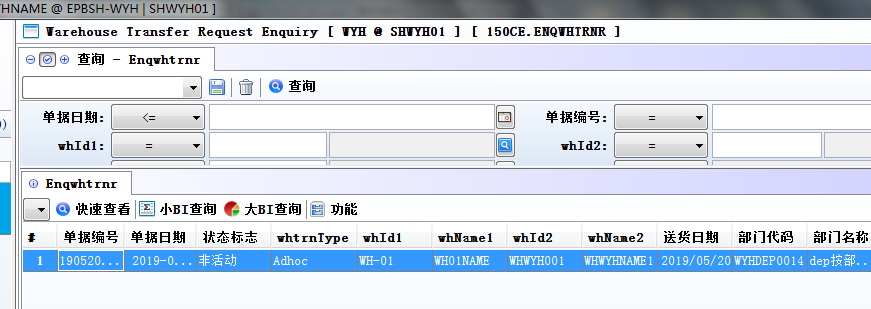 THNAME @ EPBSH-WYH | SHWYH01 ]
Warehouse Transfer Request Enquiry [ WYH @ SHWYH01 ] [ 150CE.ENQWHTRNR ]
查询 - Enqwhtrnr
查询
单据日期: <= 单据编号: =
whId1: = whId2: =
Enqwhtrnr
快速查看 小BI查询 大BI查询 功能
# 单据编号 单据日期 状态标志 whtrnType whId1 whName1 whId2 whName2 送货日期 部门代码 部门名称
1 190520... 2019-0... 非活动 Adhoc WH-01 WH01NAME WHWYH001 WHWYHNAME1 2019/05/20 WYHDEP0014 dep按部...